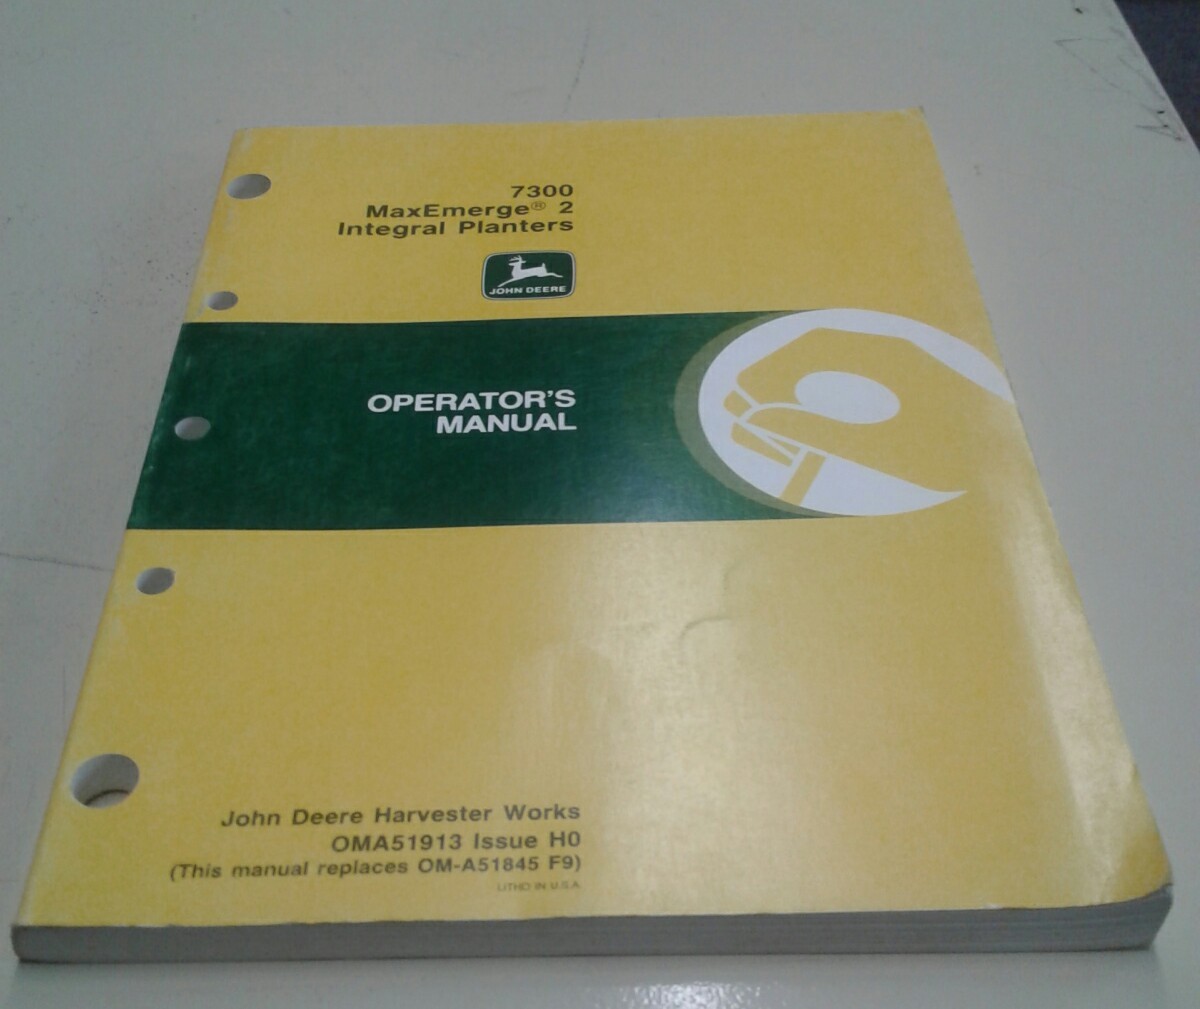 7300
MaxEmerge® 2
Integral Planters
JOHN DEERE
OPERATOR'S
MANUAL
John Deere Harvester Works
OMA51913 Issue H0
(This manual replaces OM-A51845 F9)
LITHO IN U.S.A.